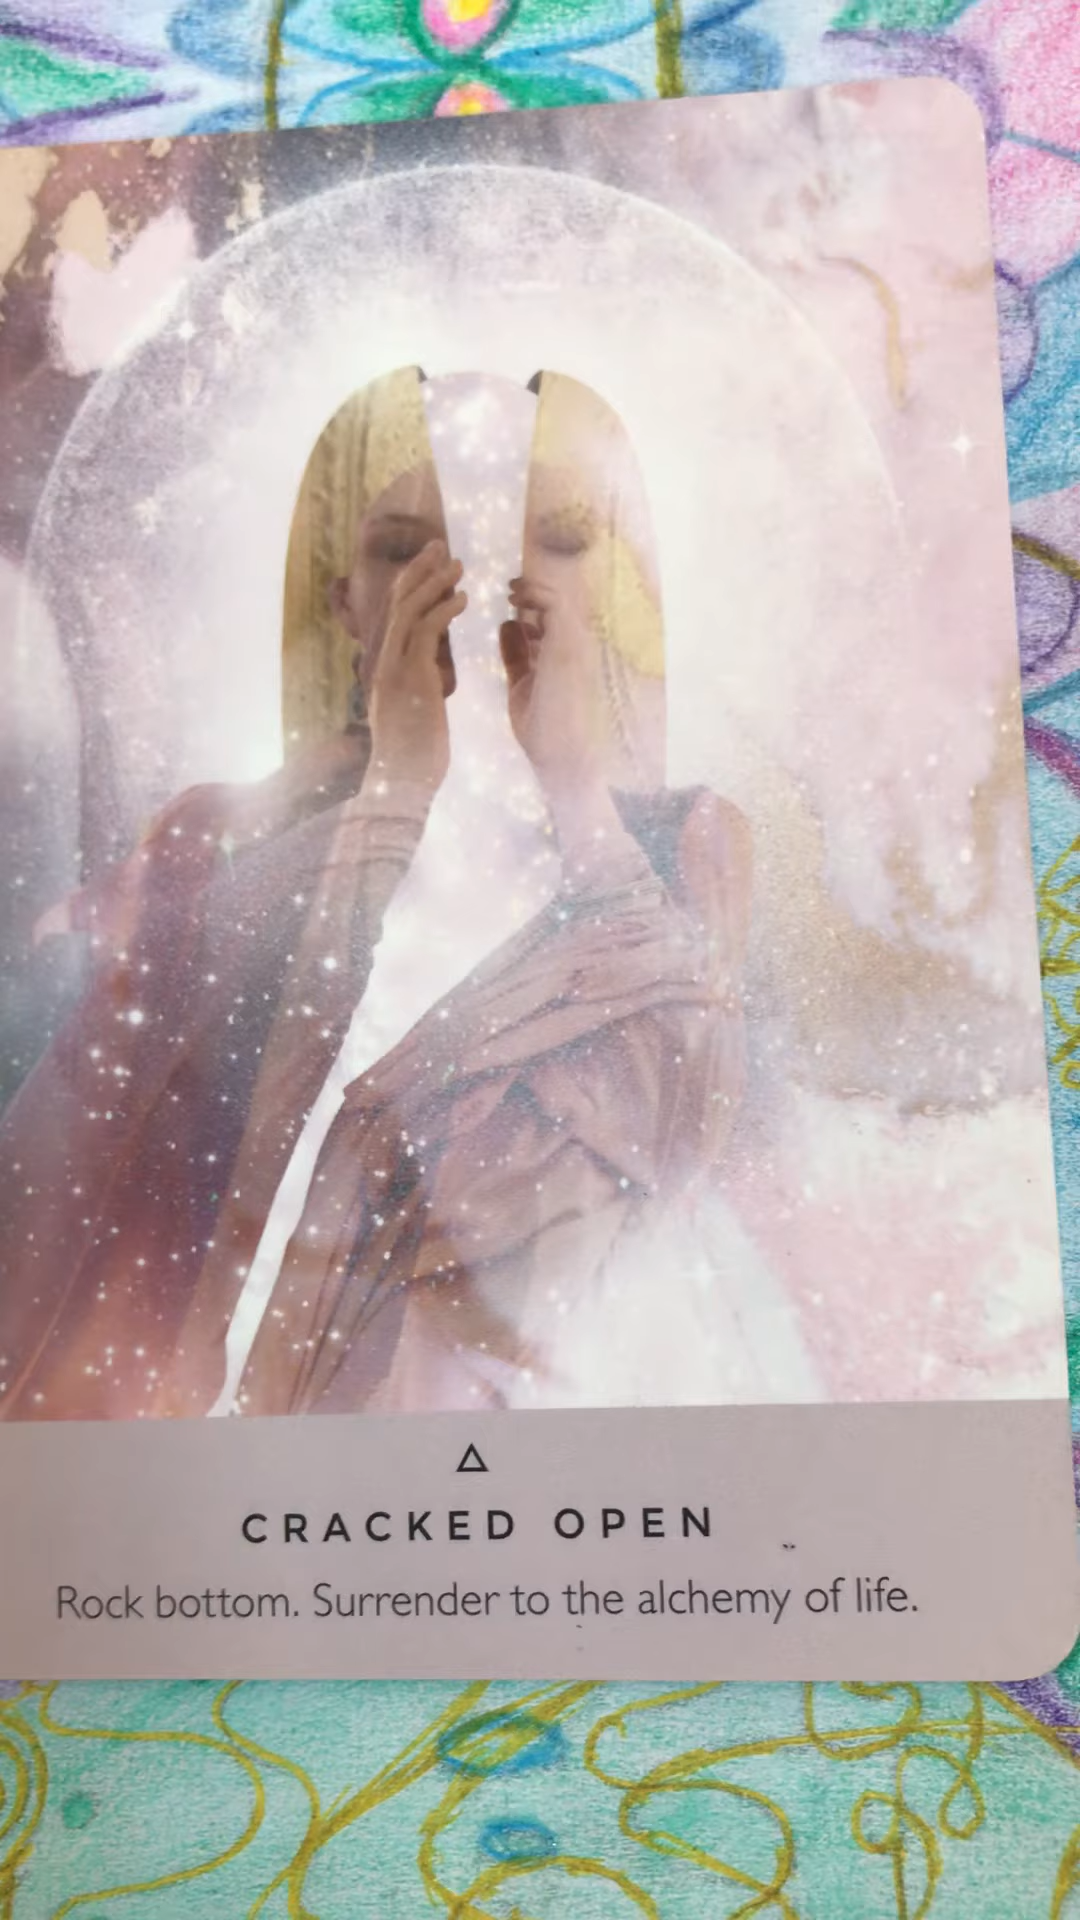 CRACKED OPEN
Rock bottom. Surrender to the alchemy of life.